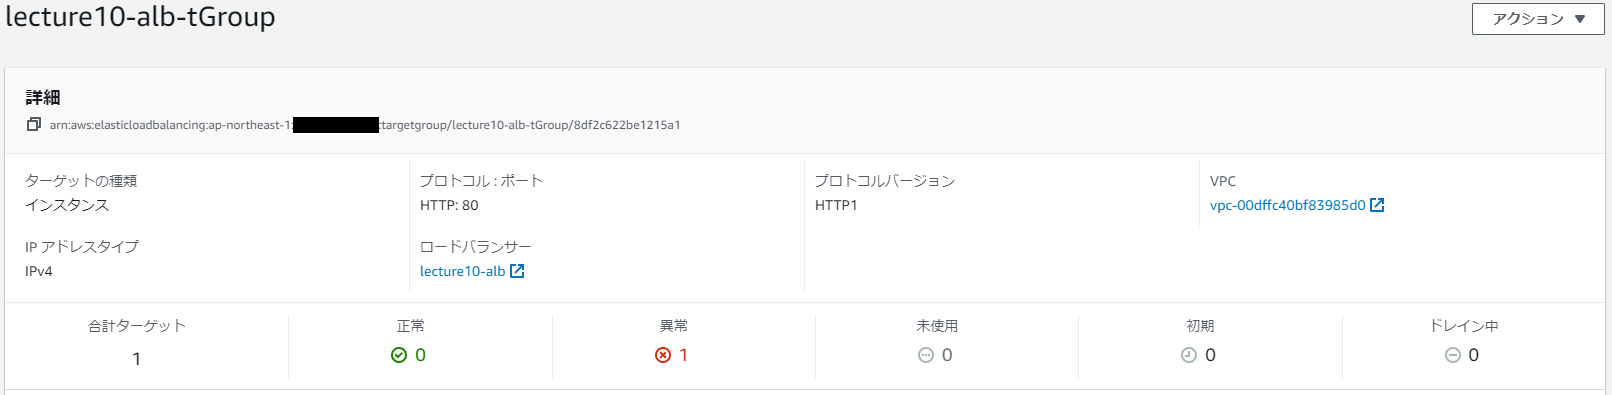 lecture10-alb-tGroup
アクション
詳細
arn:aws:elasticloadbalancing:ap-northeast-1: :targetgroup/lecture10-alb-tGroup/8df2c622be1215a1
ターゲットの種類
インスタンス
プロトコル : ポート
HTTP: 80
プロトコルバージョン
HTTP1
VPC
vpc-00dffc40bf83985d0
IP アドレスタイプ
IPv4
ロードバランサー
lecture10-alb
合計ターゲット
1
正常
0
異常
1
未使用
0
初期
0
ドレイン中
0